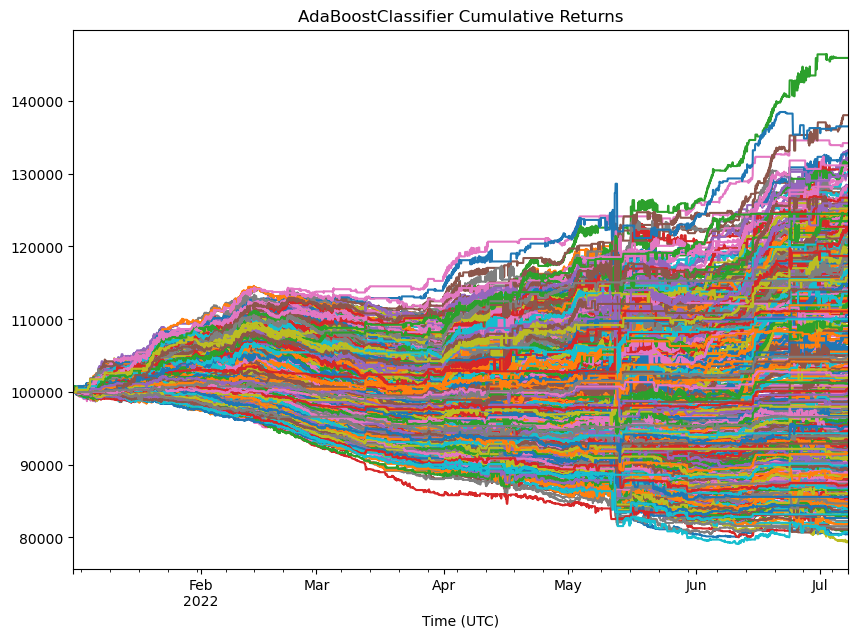 AdaBoostClassifier Cumulative Returns
140000
130000
120000
110000
100000
90000
80000
Feb
2022
Mar
Apr
May
Jun
Jul
Time (UTC)